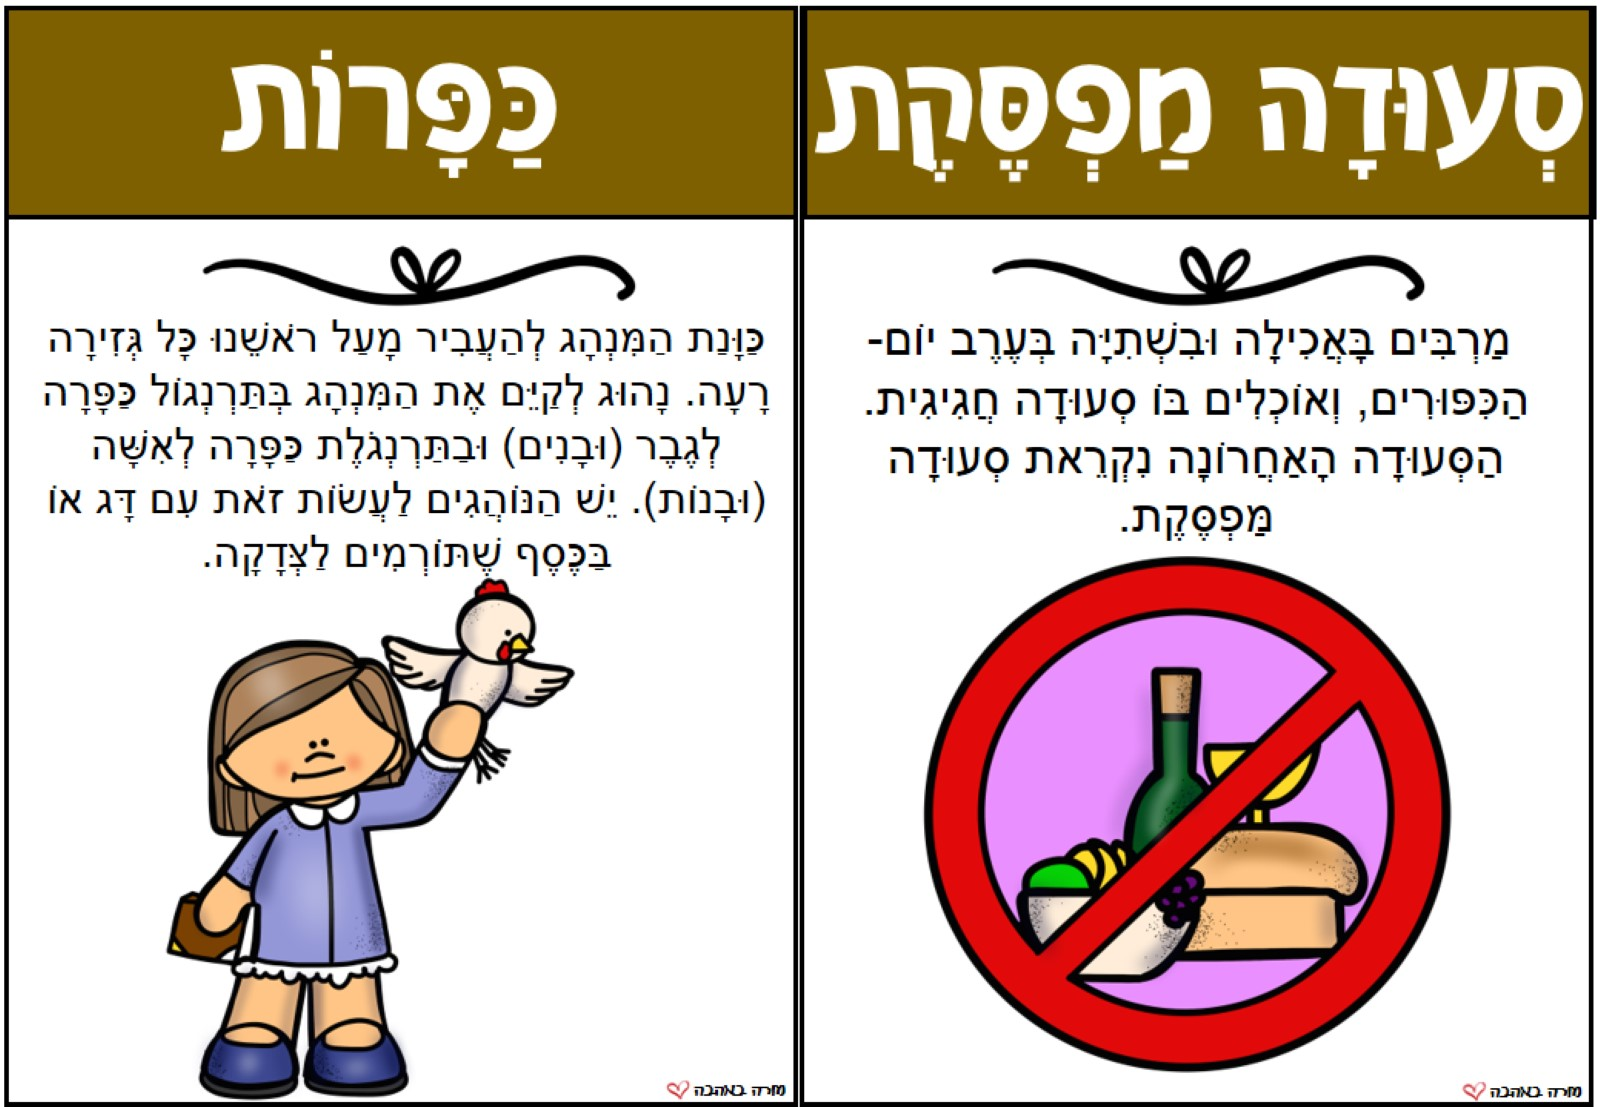 סְעוּדָה מַפְסֶּקֶת
מַרְבִּים בָּאֲכִילָה וּבִשְׁתִיָּה בְּעֶרֶב יוֹם-
הַכִּפּוּרִים, וְאוֹכְלִים בּוֹ סְעוּדָה חֲגִיגִית.
הַסְּעוּדָה הָאַחֲרוֹנָה נִקְרֵאת סְעוּדָה
מַּפְסֶּקֶת.
מורה באהבה
כַּפָּרוֹת
כַּוָּנַת הַמִּנְהָג לְהַעֲבִיר מָעַל רֹאשֵׁנוּ כָּל גְּזִירָה
רָעָה. נָהוּג לְקַיֵּם אֶת הַמִּנְהָג בְּתַּרְנְגוֹל כַּפָּרָה
לְגֶבֶר (וּבָנִים) וּבַתַּרְנְגֹלֶת כַּפָּרָה לְאִשָּׁה
(וּבָנוֹת). יֵשׁ הַנּוֹהֲגִים לַעֲשׂוֹת זֹאת עִם דָּג אוֹ
בַּכֶּסֶף שֶׁתּוֹרְמִים לַצְּדָקָה.
מורה באהבה